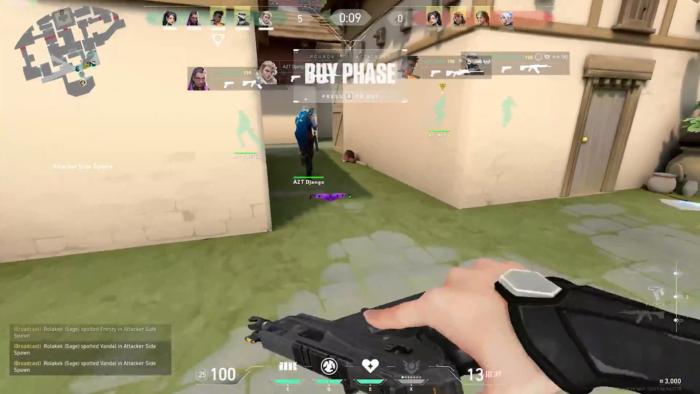 5
0:09
0
BUY PHASE
Attacker Side Spawn
AZT Django
(Broadcast) Rolakek (Sage) spotted Frenzy in Attacker Side
Spawn
(Broadcast) Rolakek (Sage) spotted Vandal in Attacker Side
Spawn
(Broadcast) Rolakek (Sage) spotted Vandal in Attacker Side
Spawn
25 100
13
3,000